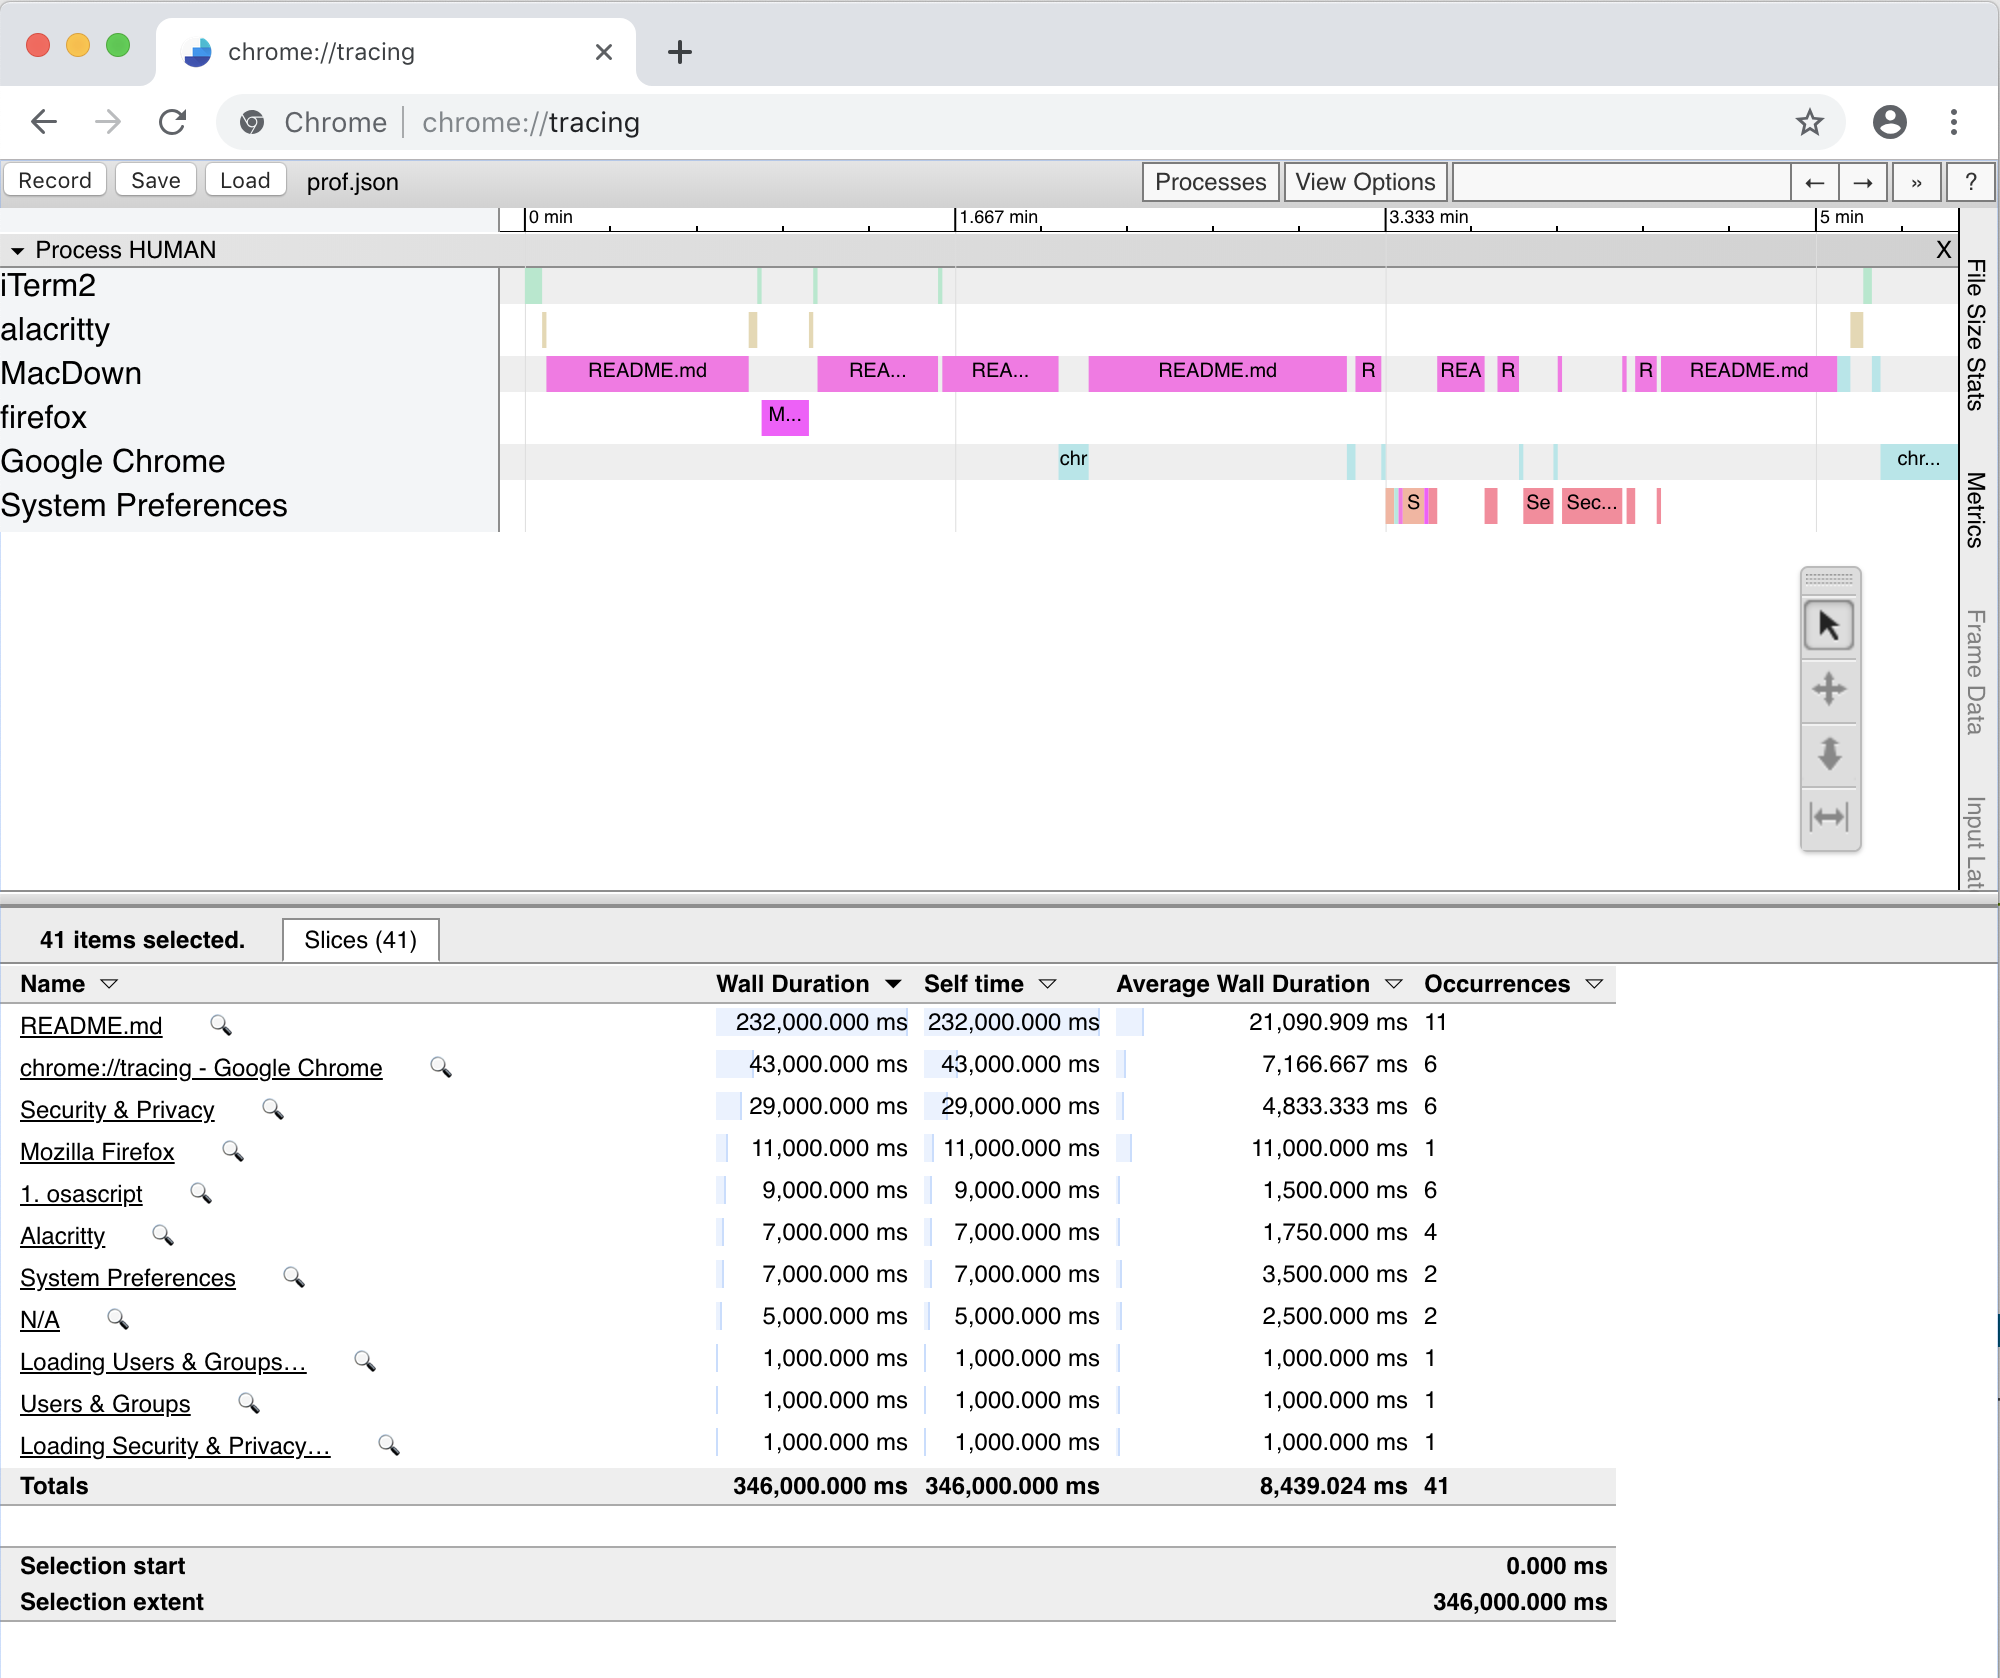 chrome://tracing
Chrome | chrome://tracing
Record Save Load prof.json Processes View Options ← → » ?
0 min 1.667 min 3.333 min 5 min
Process HUMAN X
iTerm2
alacritty
MacDown README.md REA... REA... README.md R REA R R README.md
firefox M...
Google Chrome chr chr...
System Preferences S Se Sec...
File Size Stats
Metrics
Frame Data
Input Lat
41 items selected. Slices (41)
Name Wall Duration Self time Average Wall Duration Occurrences
README.md 232,000.000 ms 232,000.000 ms 21,090.909 ms 11
chrome://tracing - Google Chrome 43,000.000 ms 43,000.000 ms 7,166.667 ms 6
Security & Privacy 29,000.000 ms 29,000.000 ms 4,833.333 ms 6
Mozilla Firefox 11,000.000 ms 11,000.000 ms 11,000.000 ms 1
1. osascript 9,000.000 ms 9,000.000 ms 1,500.000 ms 6
Alacritty 7,000.000 ms 7,000.000 ms 1,750.000 ms 4
System Preferences 7,000.000 ms 7,000.000 ms 3,500.000 ms 2
N/A 5,000.000 ms 5,000.000 ms 2,500.000 ms 2
Loading Users & Groups… 1,000.000 ms 1,000.000 ms 1,000.000 ms 1
Users & Groups 1,000.000 ms 1,000.000 ms 1,000.000 ms 1
Loading Security & Privacy… 1,000.000 ms 1,000.000 ms 1,000.000 ms 1
Totals 346,000.000 ms 346,000.000 ms 8,439.024 ms 41
Selection start 0.000 ms
Selection extent 346,000.000 ms